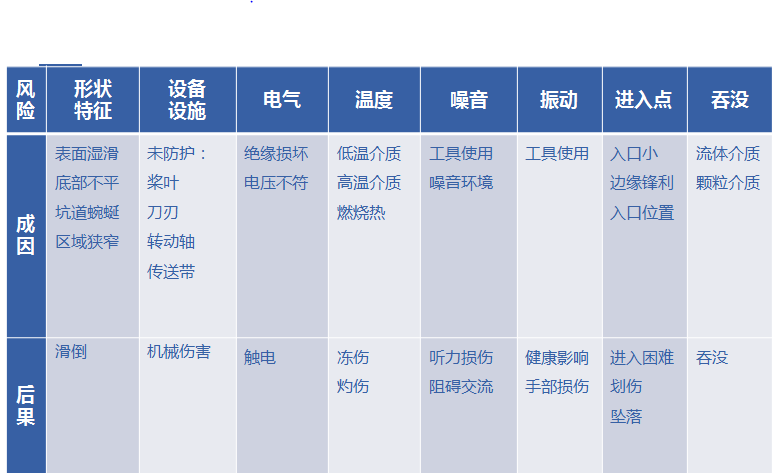 风险 形状特征 设备设施 电气 温度 噪音 振动 进入点 吞没
成因 表面湿滑 未防护： 绝缘损坏 低温介质 工具使用 工具使用 入口小 流体介质
底部不平 桨叶 电压不符 高温介质 噪音环境 边缘锋利 颗粒介质
坑道蜿蜒 刀刃 燃烧热 入口位置
区域狭窄 转动轴
传送带
后果 滑倒 机械伤害 触电 冻伤 听力损伤 健康影响 进入困难 吞没
灼伤 阻碍交流 手部损伤 划伤
坠落